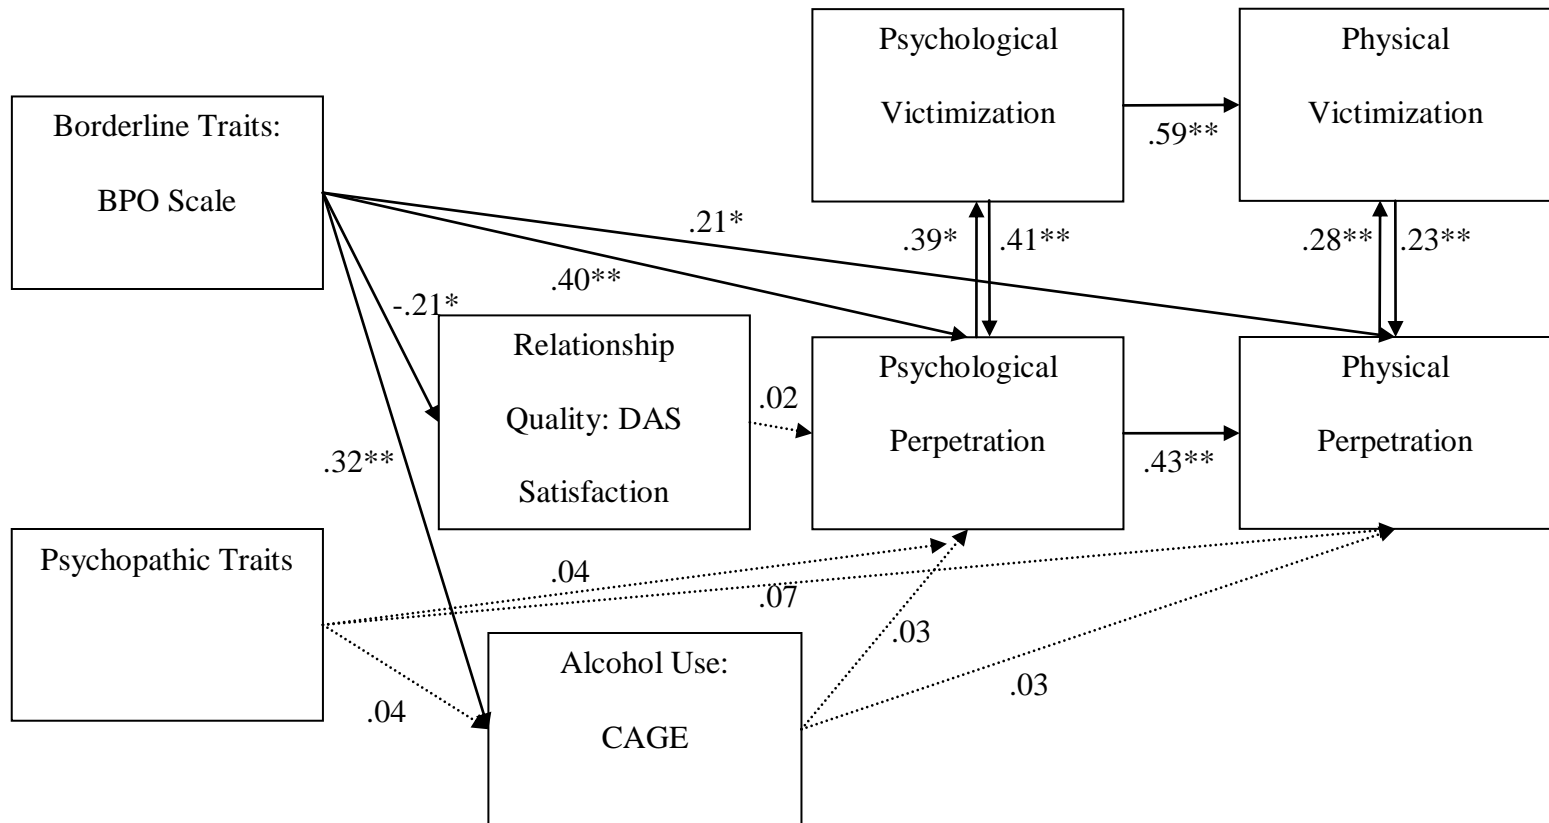 Psychological
Victimization
Physical
Victimization
.59**
Borderline Traits:
BPO Scale
.21*
.40**
-.21*
.32**
.39*
.41**
.28**
.23**
Relationship
Quality: DAS
Satisfaction
.02
Psychological
Perpetration
.43**
Physical
Perpetration
Psychopathic Traits
.04
.07
.04
.03
.03
Alcohol Use:
CAGE